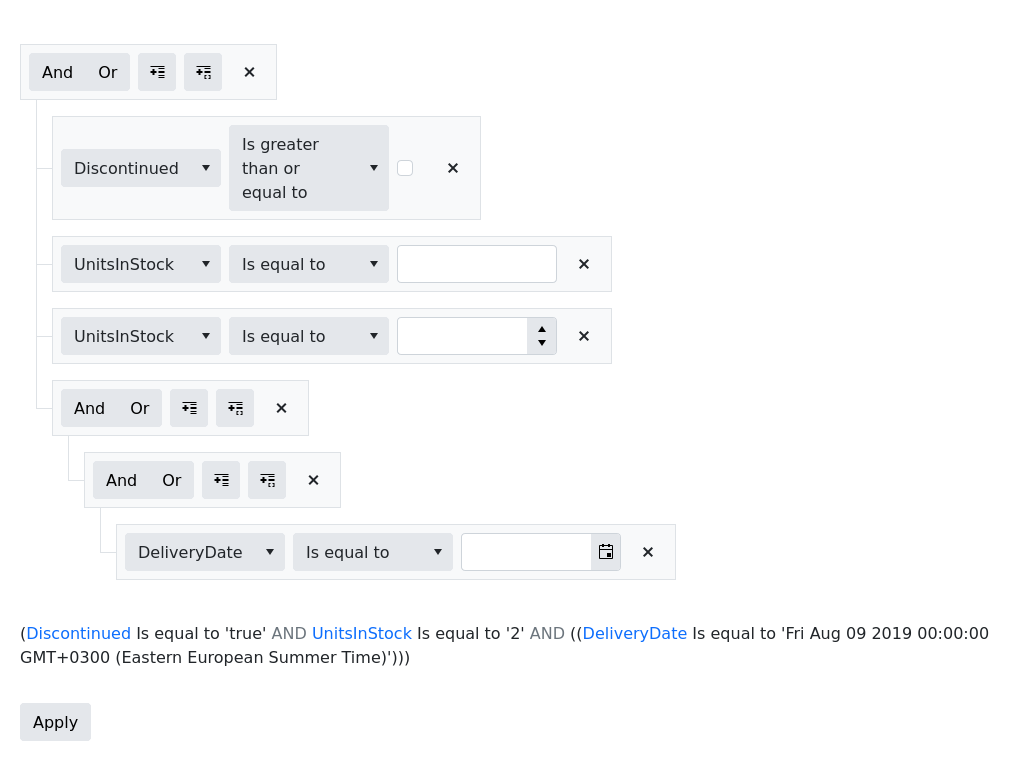 And Or
Discontinued Is greater
than or
equal to
UnitsInStock Is equal to
UnitsInStock Is equal to
And Or
And Or
DeliveryDate Is equal to
(Discontinued Is equal to 'true' AND UnitsInStock Is equal to '2' AND ((DeliveryDate Is equal to 'Fri Aug 09 2019 00:00:00
GMT+0300 (Eastern European Summer Time)')))
Apply